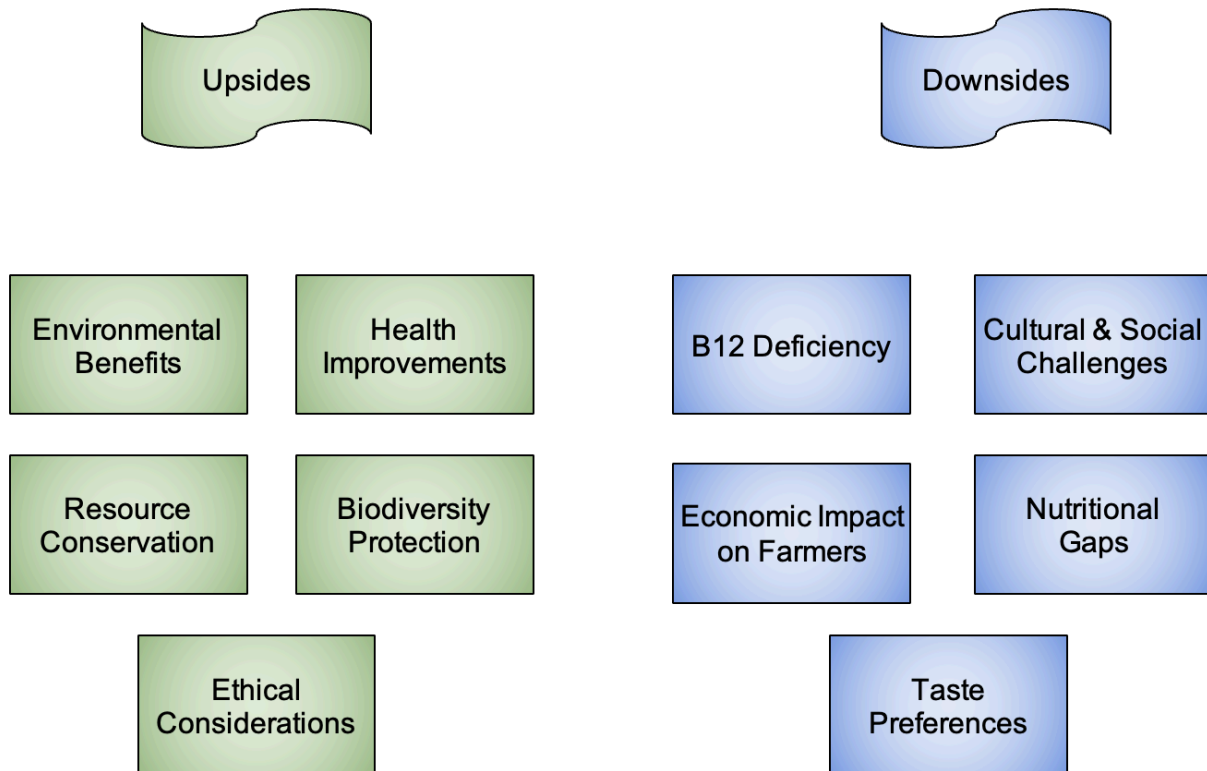 Upsides
Downsides
Environmental
Benefits
Health
Improvements
B12 Deficiency
Cultural & Social
Challenges
Resource
Conservation
Biodiversity
Protection
Economic Impact
on Farmers
Nutritional
Gaps
Ethical
Considerations
Taste
Preferences